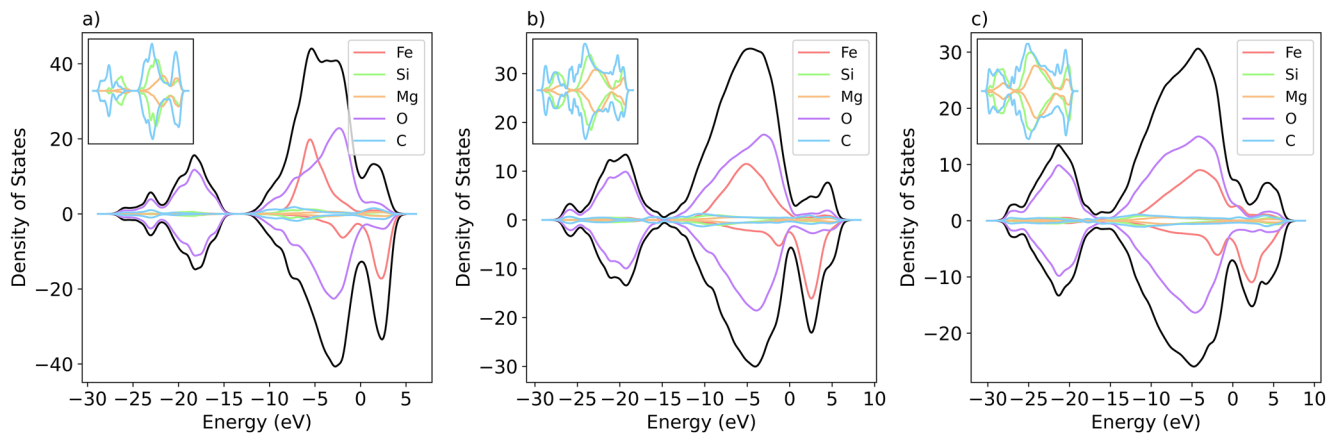 a)
40
20
0
−20
−40
Density of States
−30 −25 −20 −15 −10 −5 0 5
Energy (eV)
Fe
Si
Mg
O
C
b)
30
20
10
0
−10
−20
−30
Density of States
−30 −25 −20 −15 −10 −5 0 5 10
Energy (eV)
Fe
Si
Mg
O
C
c)
30
20
10
0
−10
−20
Density of States
−30 −25 −20 −15 −10 −5 0 5 10
Energy (eV)
Fe
Si
Mg
O
C